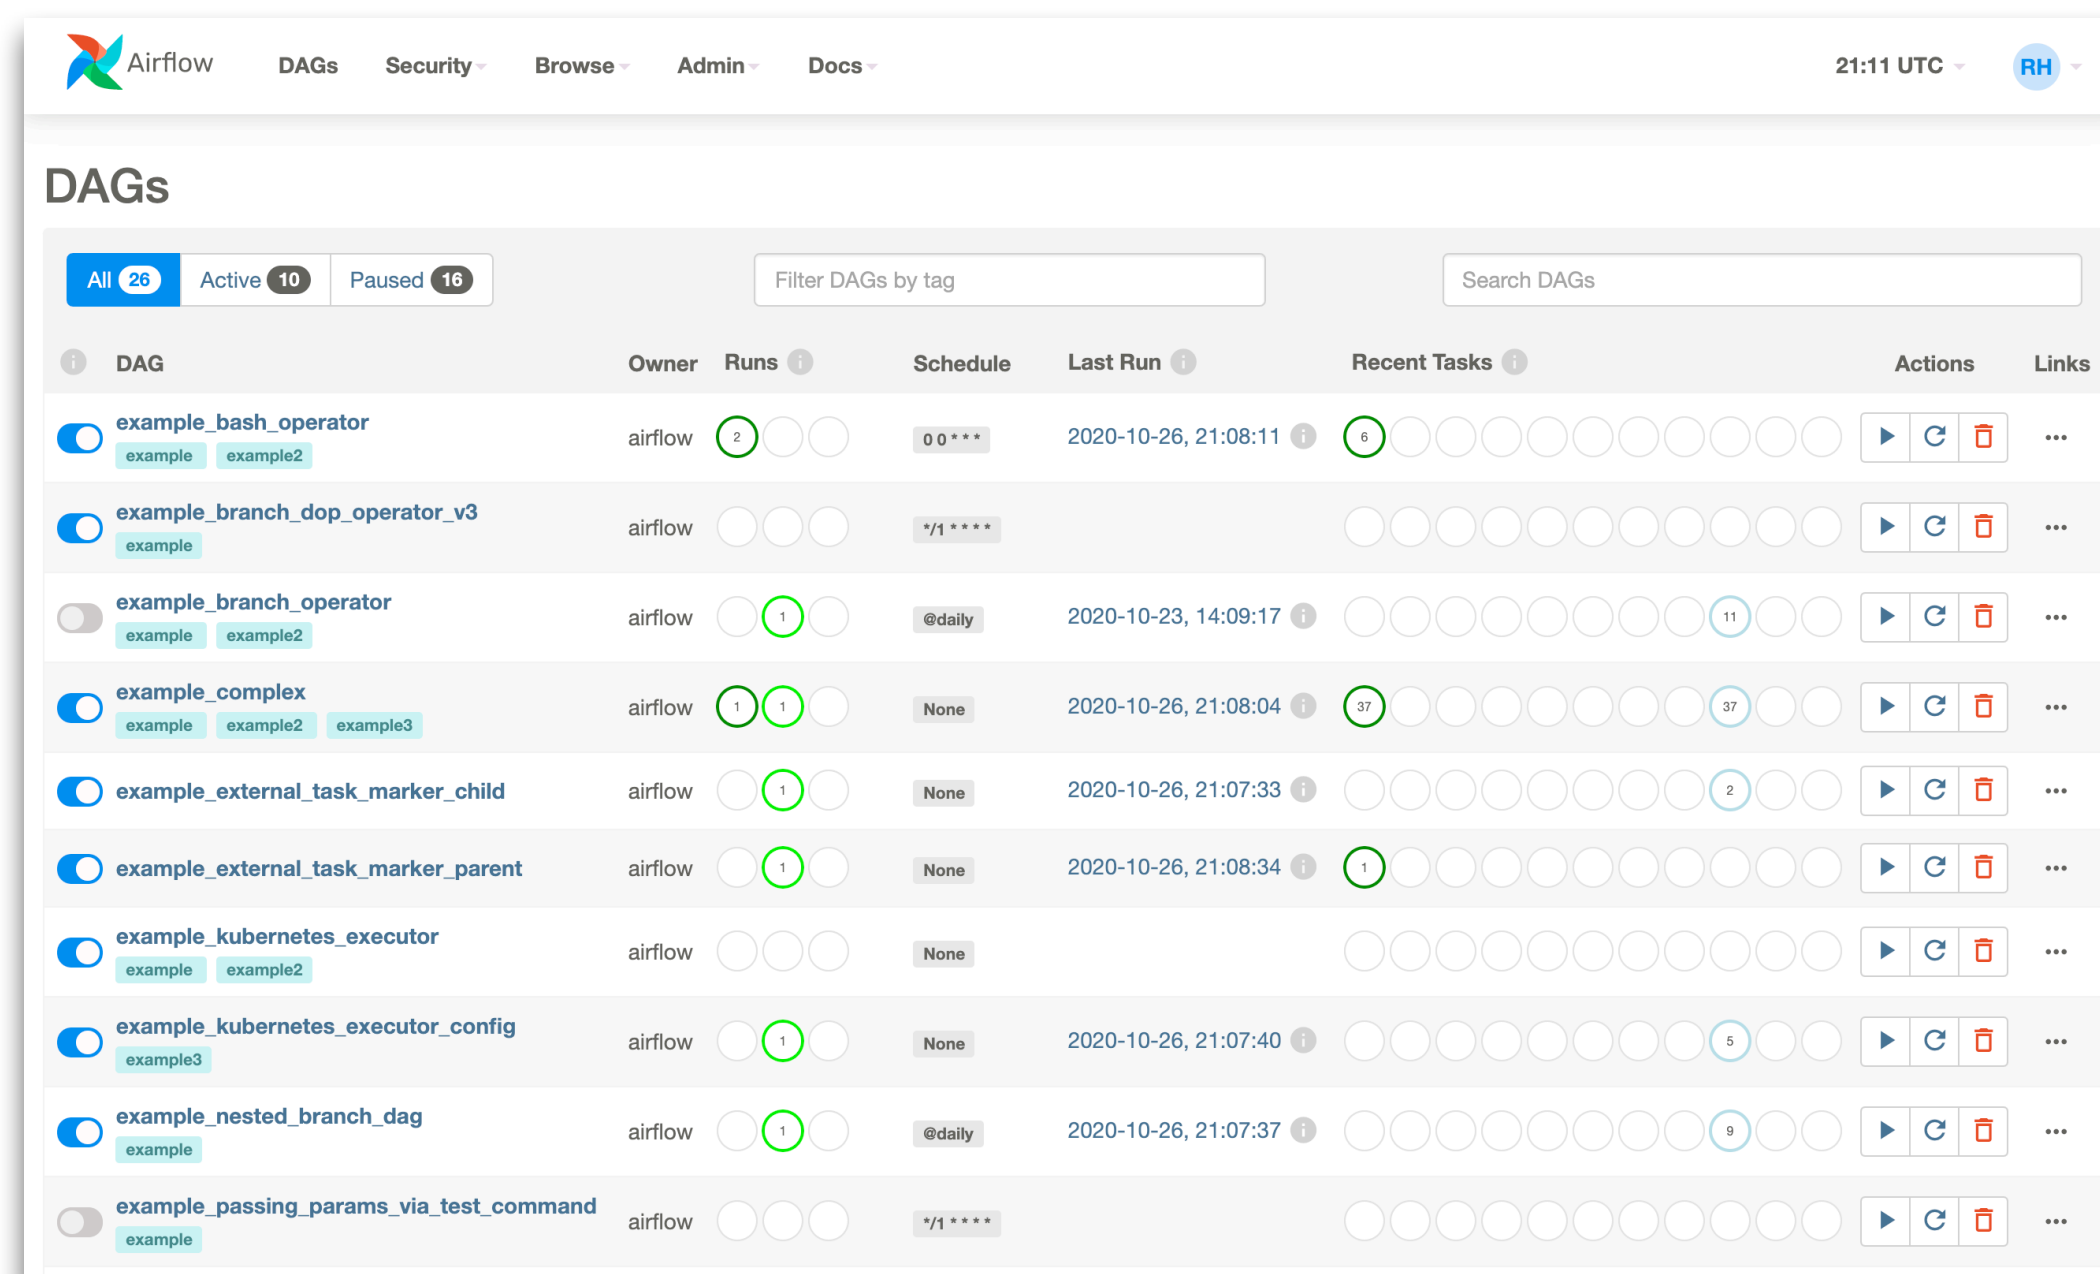 Airflow DAGs Security Browse Admin Docs 21:11 UTC RH
DAGs
All 26 Active 10 Paused 16 Filter DAGs by tag Search DAGs
i DAG Owner Runs i Schedule Last Run i Recent Tasks i Actions Links
example_bash_operator
airflow 2 0 0 * * * 2020-10-26, 21:08:11 i 6
example example2
example_branch_dop_operator_v3
airflow */1 * * * *
example
example_branch_operator
airflow 1 @daily 2020-10-23, 14:09:17 i 11
example example2
example_complex
airflow 1 1 None 2020-10-26, 21:08:04 i 37 37
example example2 example3
example_external_task_marker_child airflow 1 None 2020-10-26, 21:07:33 i 2
example_external_task_marker_parent airflow 1 None 2020-10-26, 21:08:34 i 1
example_kubernetes_executor
airflow None
example example2
example_kubernetes_executor_config
airflow 1 None 2020-10-26, 21:07:40 i 5
example3
example_nested_branch_dag
airflow 1 @daily 2020-10-26, 21:07:37 i 9
example
example_passing_params_via_test_command
airflow */1 * * * *
example